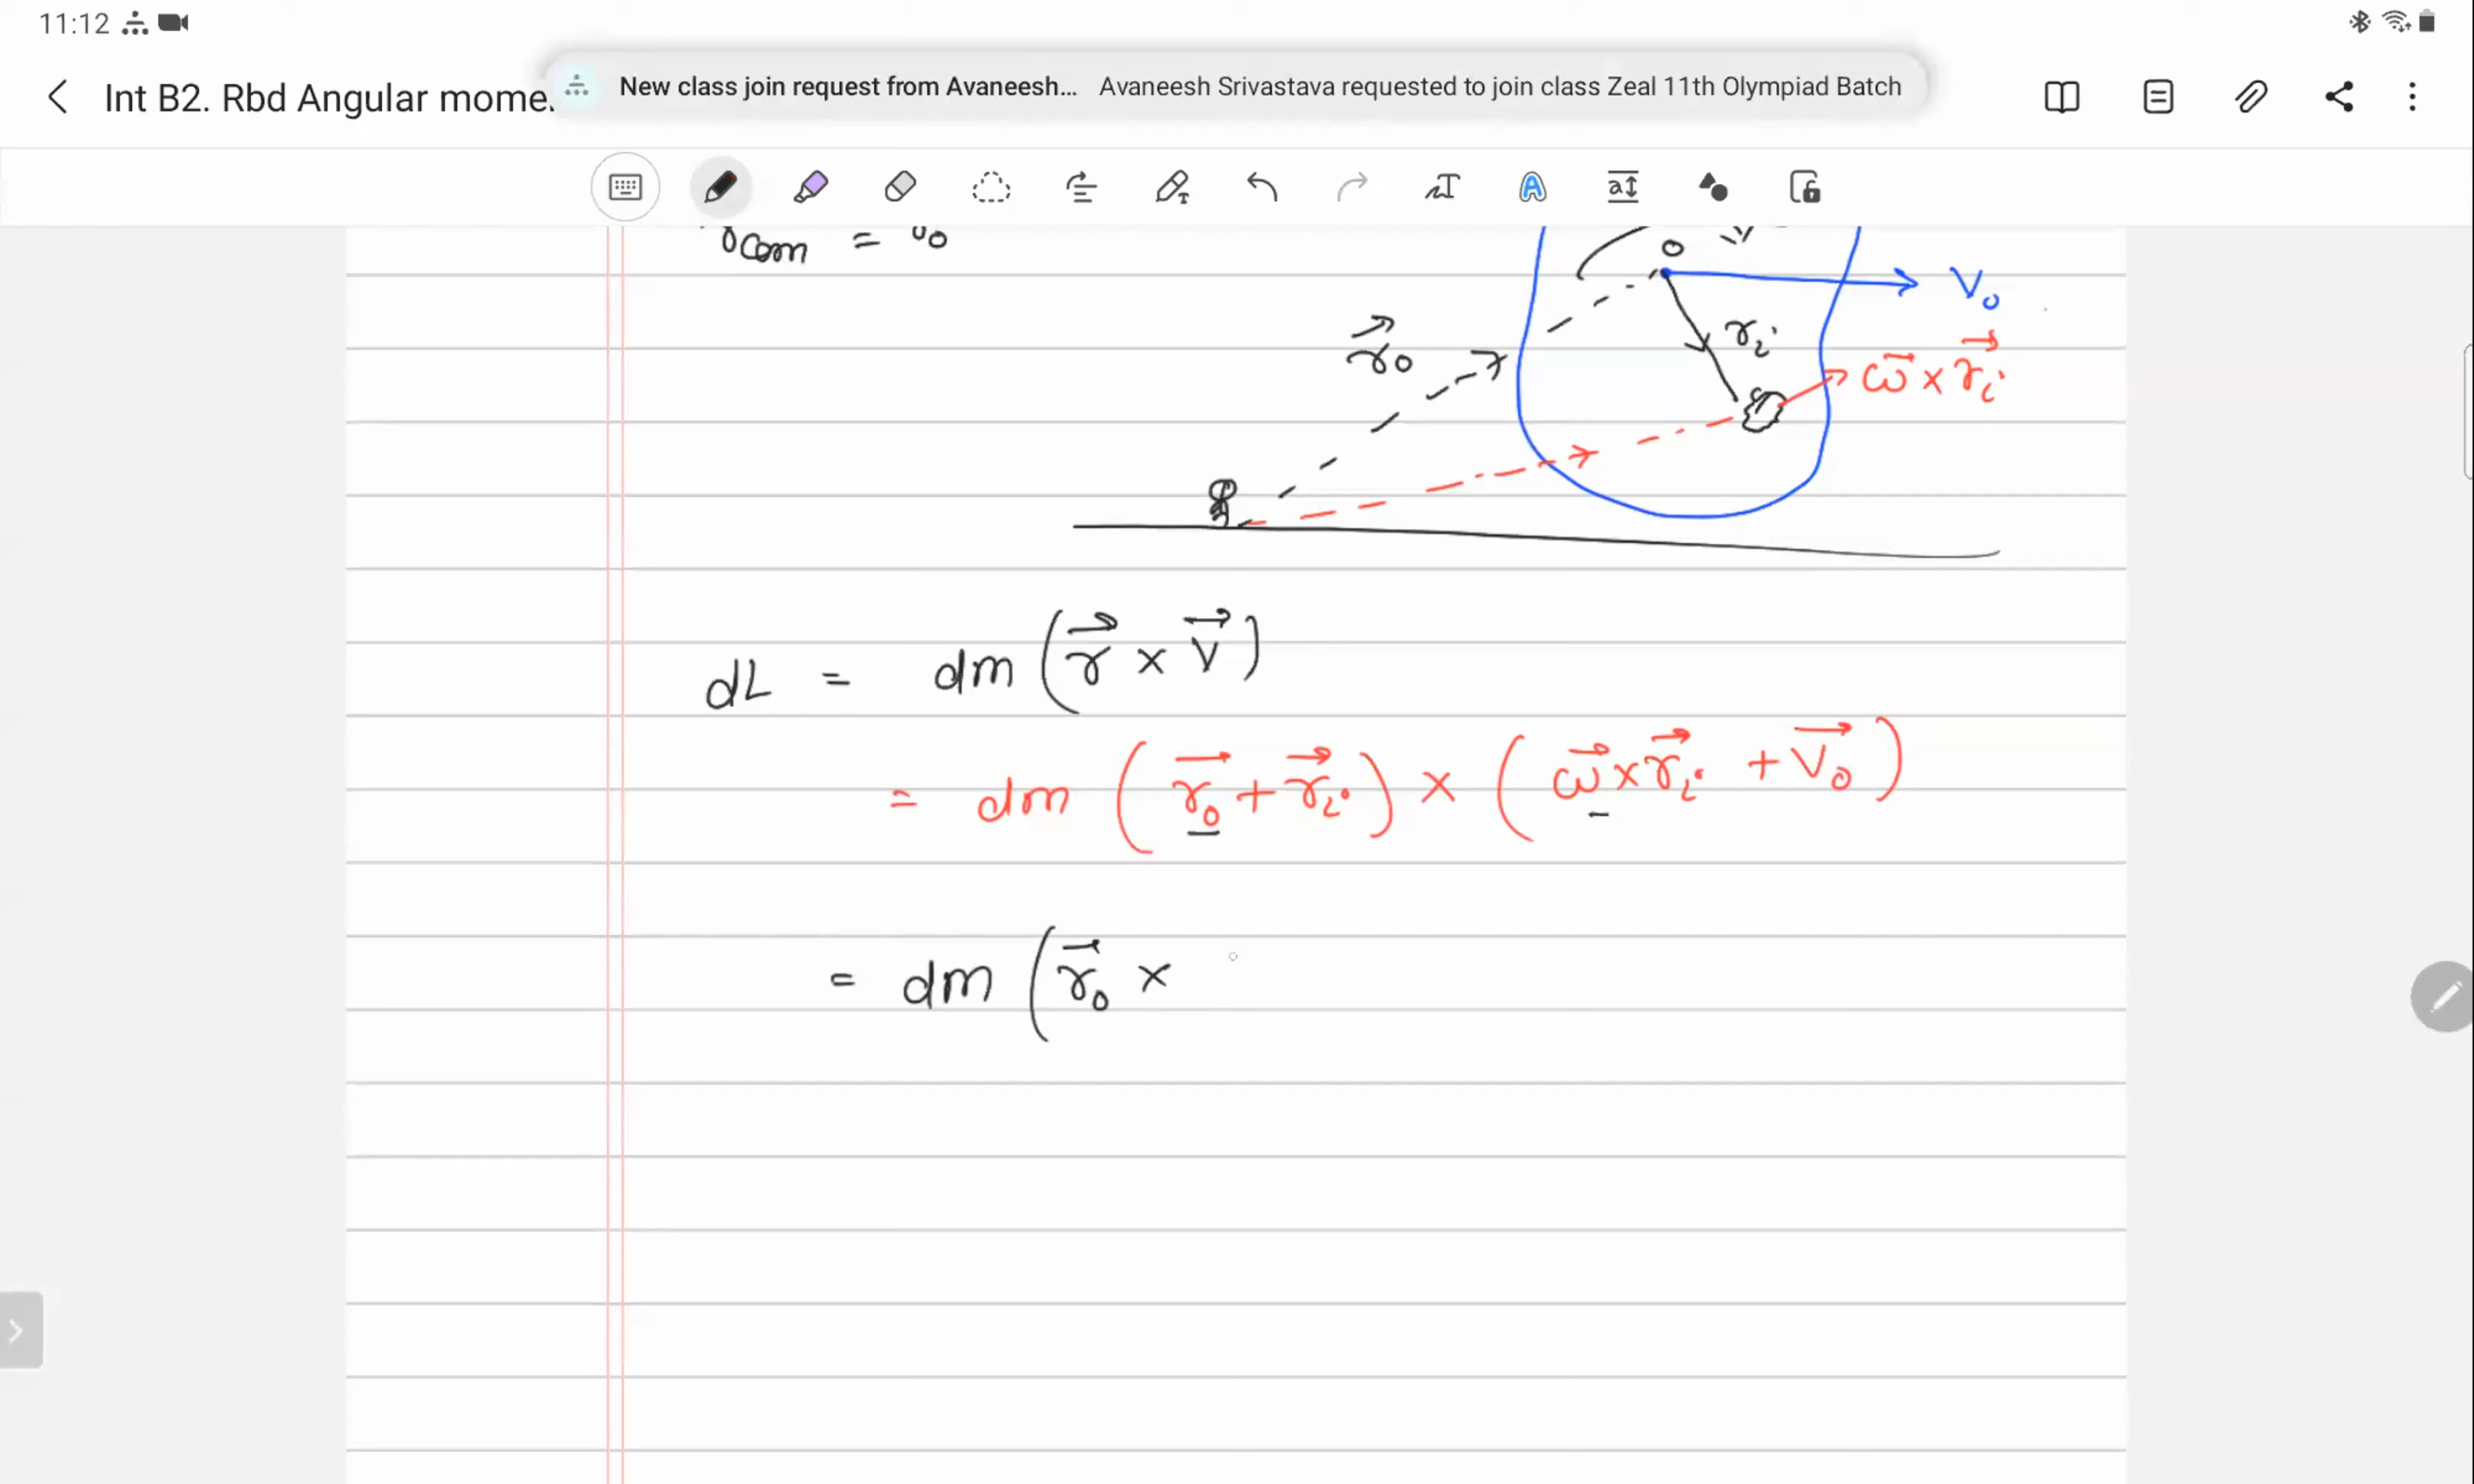 11:12
Int B2. Rbd Angular mome.
New class join request from Avaneesh... Avaneesh Srivastava requested to join class Zeal 11th Olympiad Batch
r⃗com = v0
o
V0
r⃗0
ri
ω⃗ × r⃗i
dL = dm (r⃗ × v⃗)
= dm (r⃗0 + r⃗i) × (ω⃗ × r⃗i + V⃗0)
= dm (r⃗0 ×